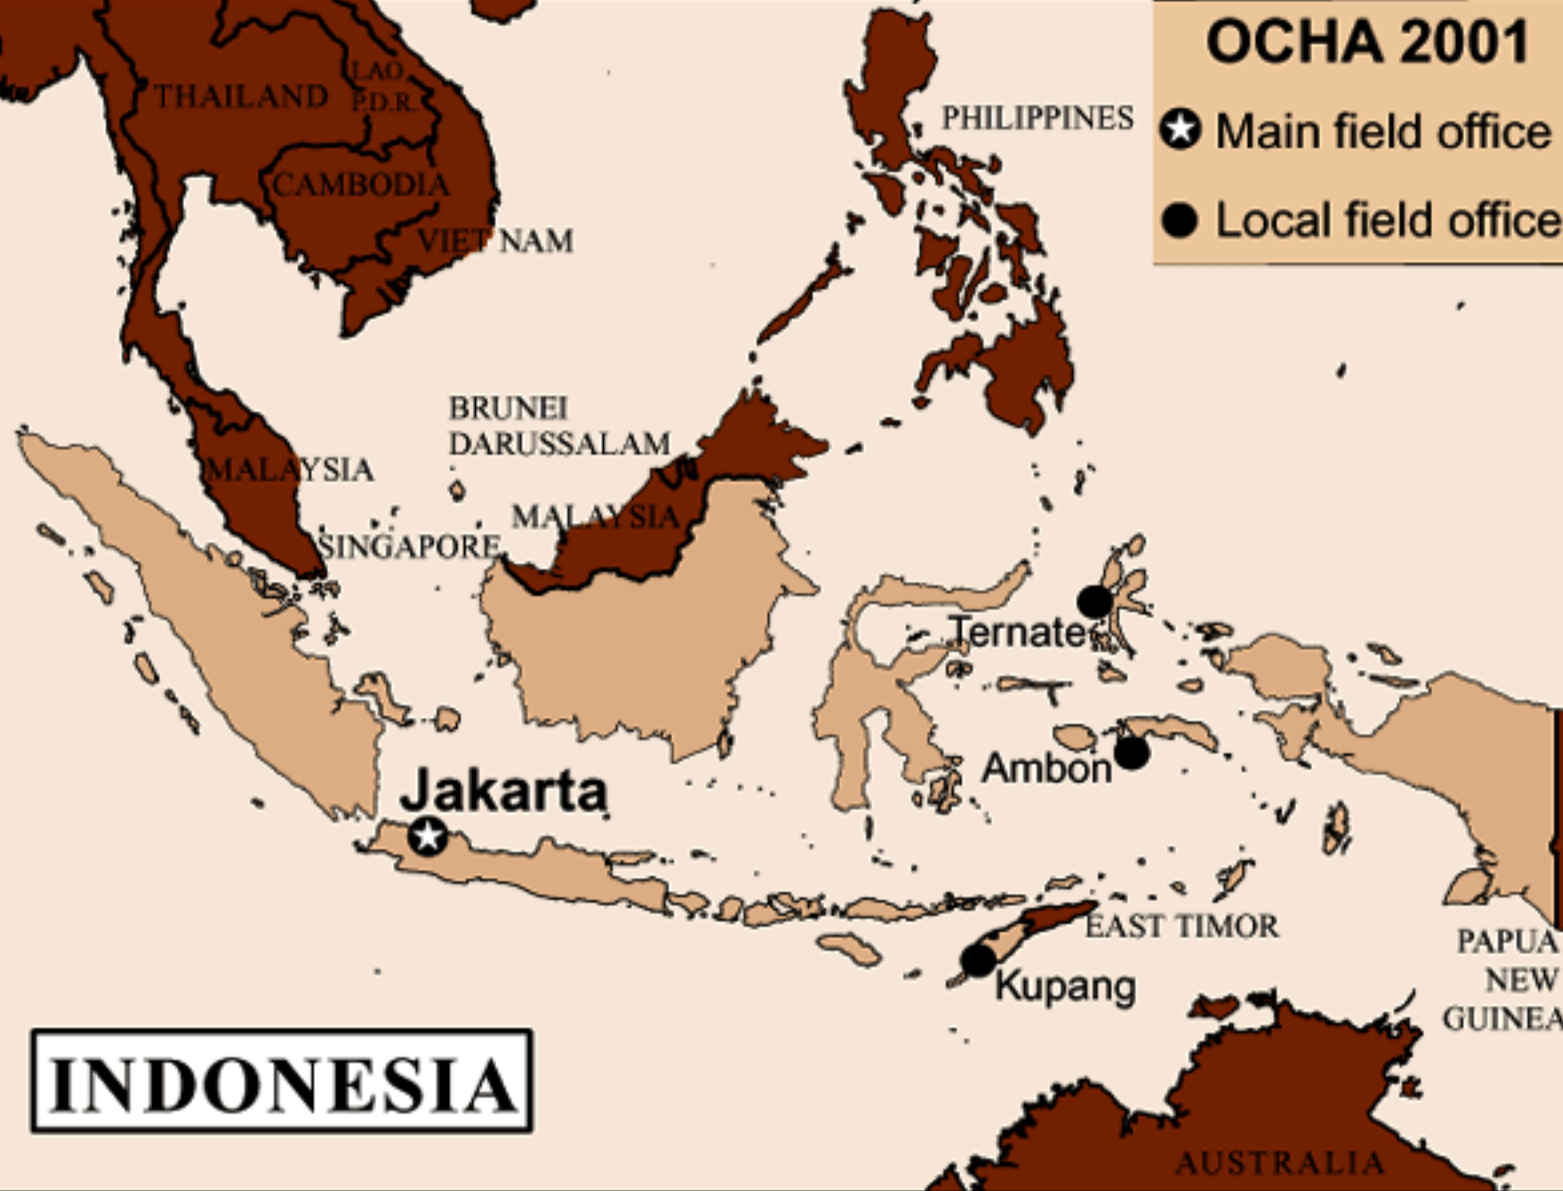 OCHA 2001
Main field office
Local field office
LAO
THAILAND
P.D.R.
PHILIPPINES
CAMBODIA
VIET NAM
BRUNEI
DARUSSALAM
MALAYSIA
MALAYSIA
SINGAPORE
Ternate
Ambon
Jakarta
EAST TIMOR
Kupang
PAPUA
NEW
GUINEA
INDONESIA
AUSTRALIA